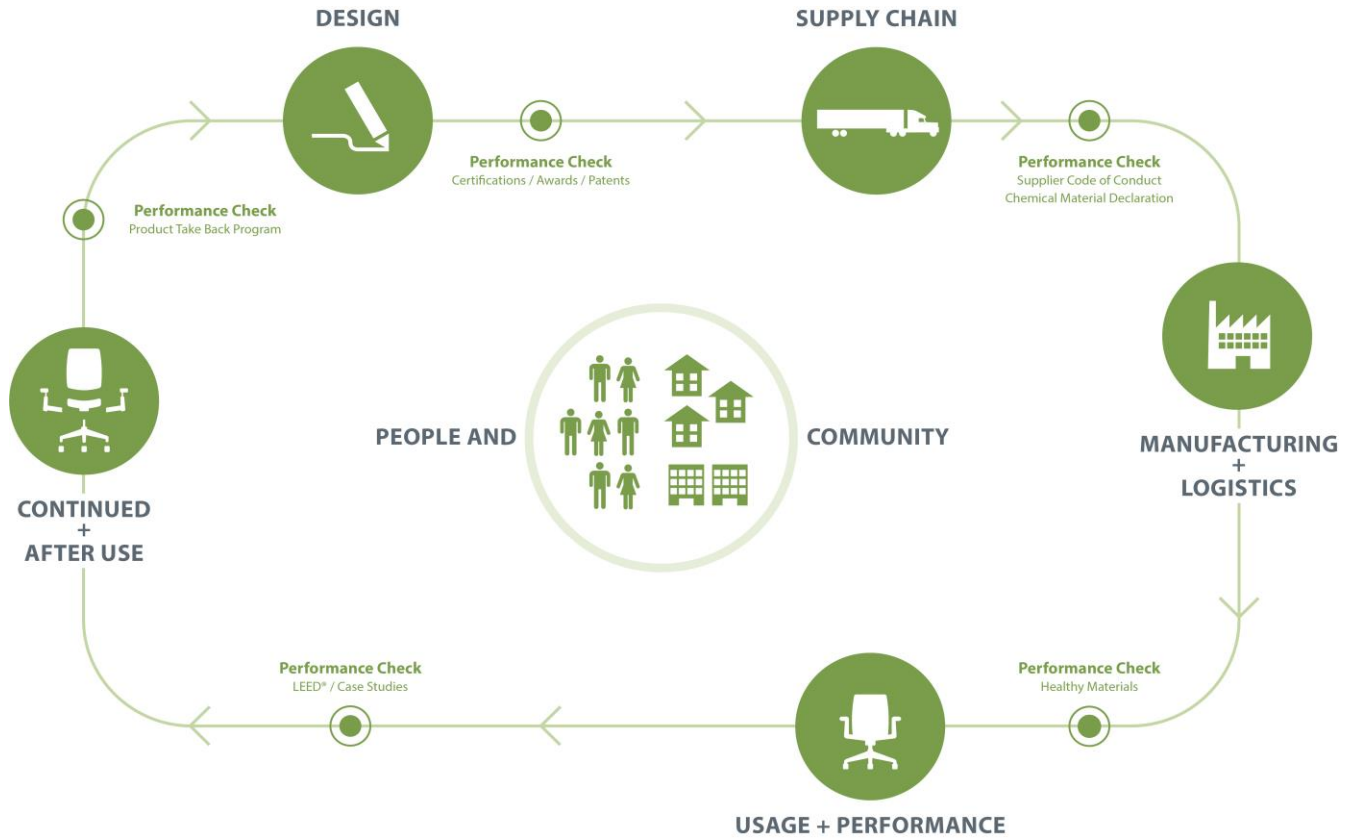 DESIGN
SUPPLY CHAIN
Performance Check
Certifications / Awards / Patents
Performance Check
Supplier Code of Conduct
Chemical Material Declaration
Performance Check
Product Take Back Program
PEOPLE AND
COMMUNITY
MANUFACTURING
+
LOGISTICS
CONTINUED
+
AFTER USE
Performance Check
LEED® / Case Studies
Performance Check
Healthy Materials
USAGE + PERFORMANCE